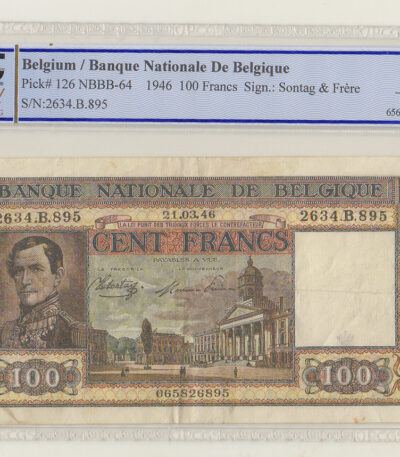 Belgium / Banque Nationale De Belgique
Pick# 126 NBBB-64 1946 100 Francs Sign.: Sontag & Frère
S/N:2634.B.895
656
BANQUE NATIONALE DE BELGIQUE
2634.B.895 21.03.46 2634.B.895
LA LOI PUNIT DES TRAVAUX FORCÉS LE CONTREFACTEUR
CENT FRANCS
PAYABLES A VUE
LE TRÉSORIER LE GOUVERNEUR
100 100
065826895